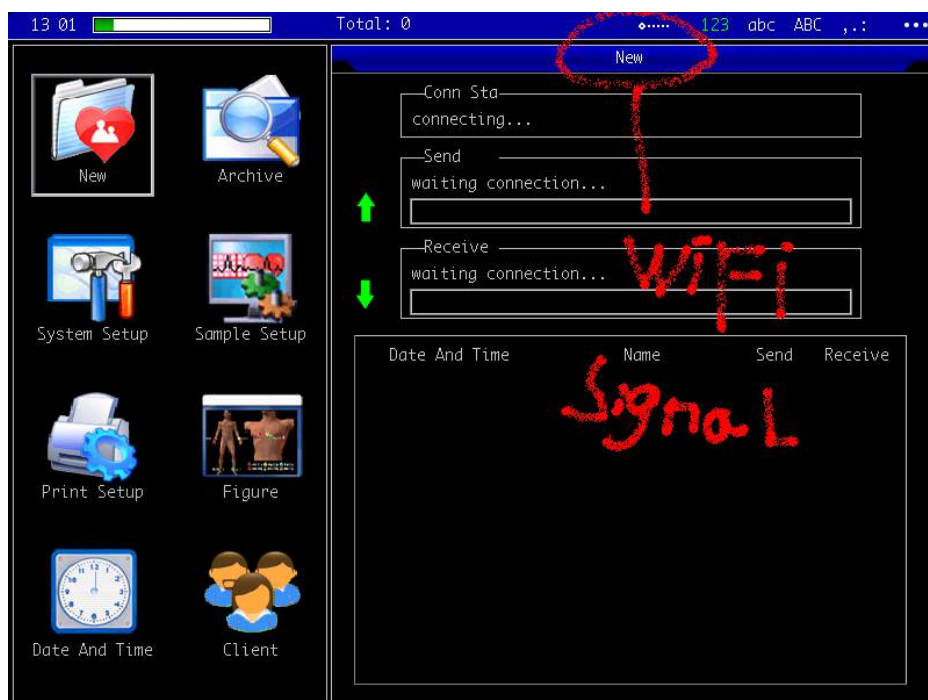 13 01 Total: 0 123 abc ABC ,.:
New
Conn Sta
connecting...
Send
waiting connection...
Receive
waiting connection...
WiFi
Date And Time Name Send Receive
Signal
New Archive
System Setup Sample Setup
Print Setup Figure
Date And Time Client